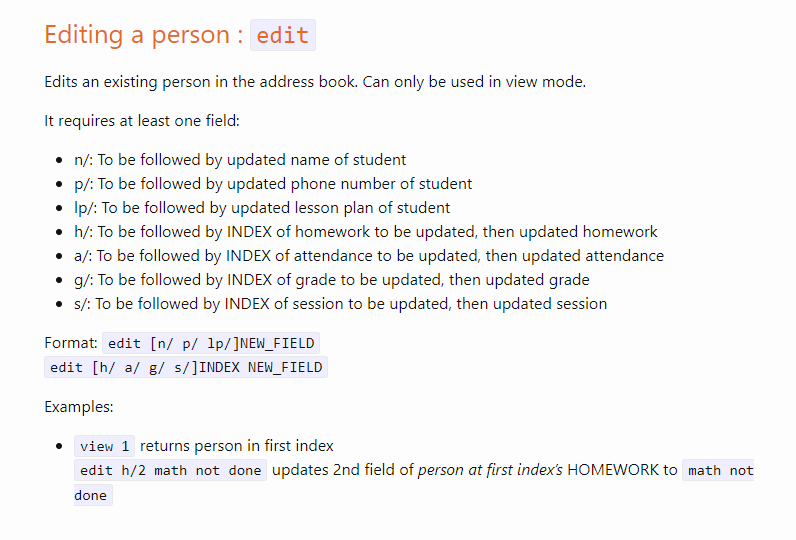 Editing a person : edit
Edits an existing person in the address book. Can only be used in view mode.
It requires at least one field:
• n/: To be followed by updated name of student
• p/: To be followed by updated phone number of student
• lp/: To be followed by updated lesson plan of student
• h/: To be followed by INDEX of homework to be updated, then updated homework
• a/: To be followed by INDEX of attendance to be updated, then updated attendance
• g/: To be followed by INDEX of grade to be updated, then updated grade
• s/: To be followed by INDEX of session to be updated, then updated session
Format: edit [n/ p/ lp/]NEW_FIELD
edit [h/ a/ g/ s/]INDEX NEW_FIELD
Examples:
• view 1 returns person in first index
edit h/2 math not done updates 2nd field of person at first index’s HOMEWORK to math not
done